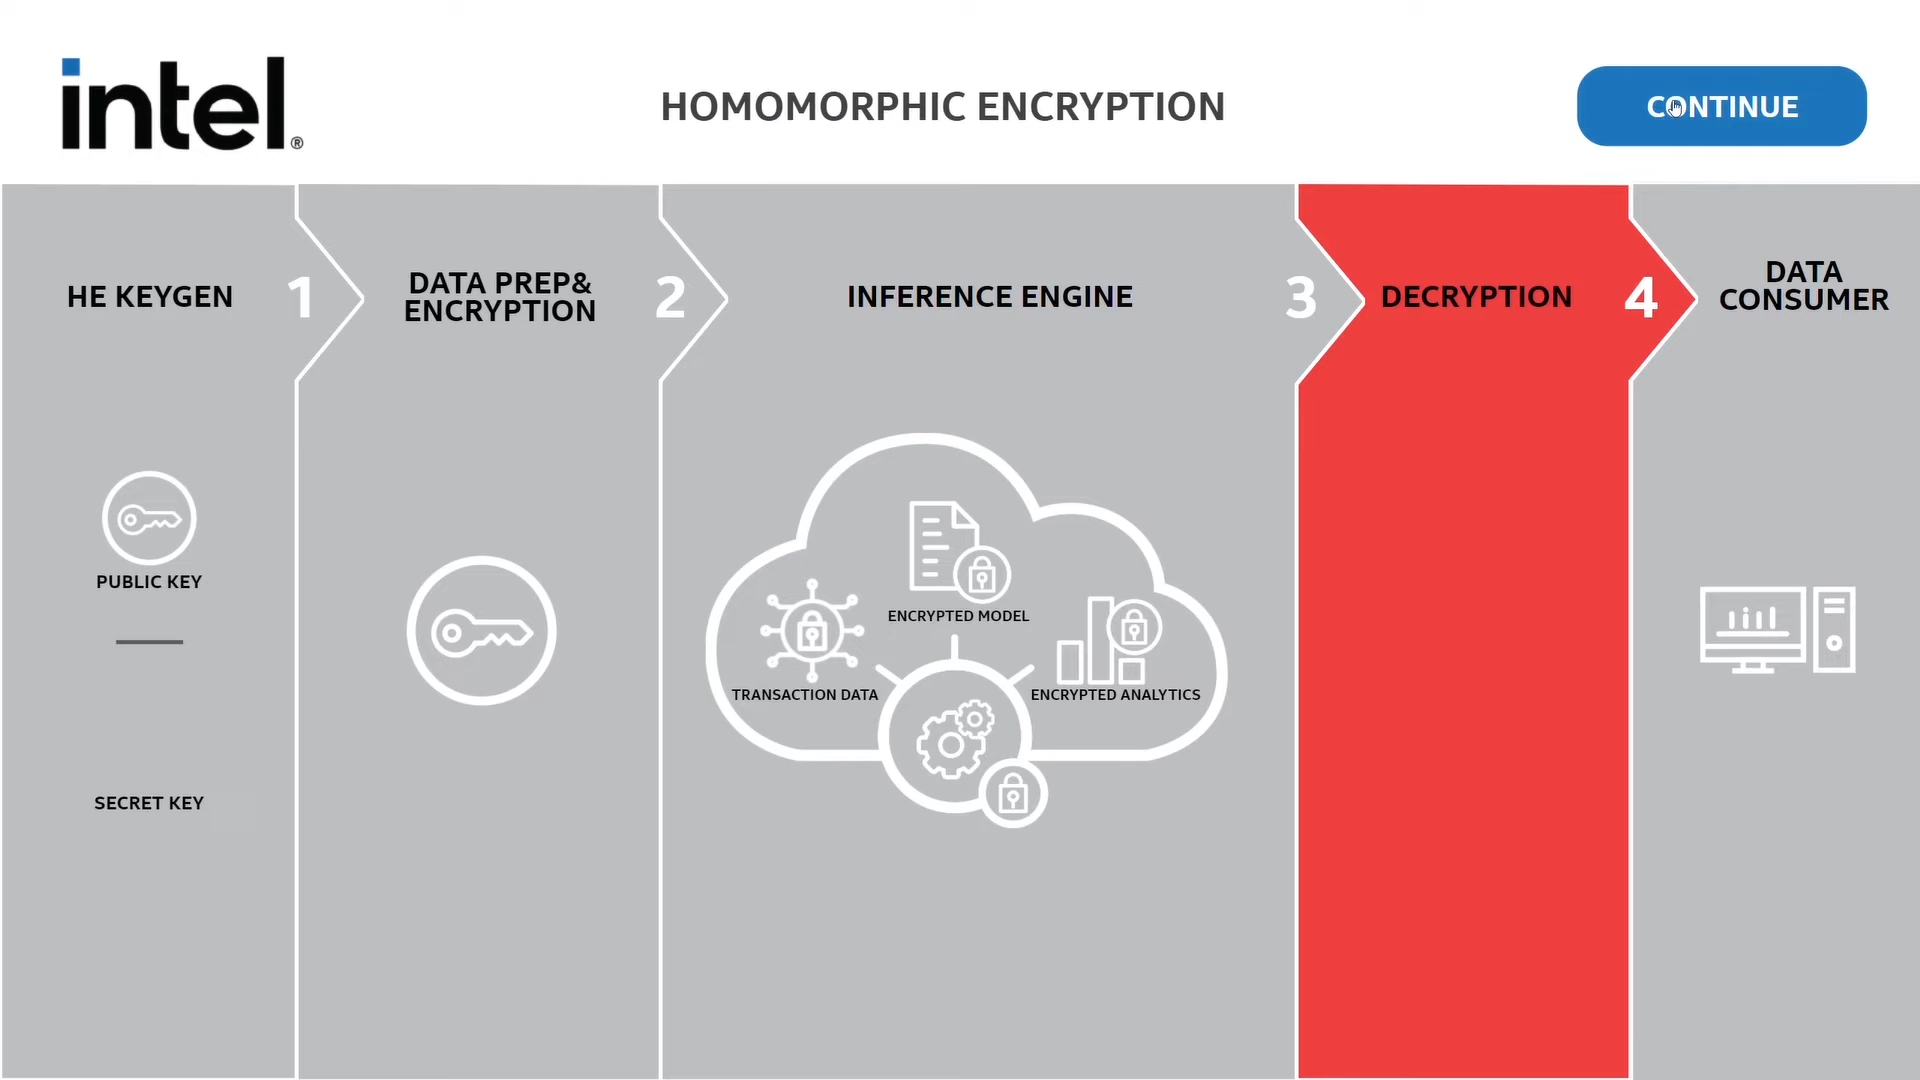 intel®
HOMOMORPHIC ENCRYPTION
CONTINUE
HE KEYGEN
1
DATA PREP&
ENCRYPTION
2
INFERENCE ENGINE
3
DECRYPTION
4
DATA
CONSUMER
PUBLIC KEY
SECRET KEY
ENCRYPTED MODEL
TRANSACTION DATA
ENCRYPTED ANALYTICS